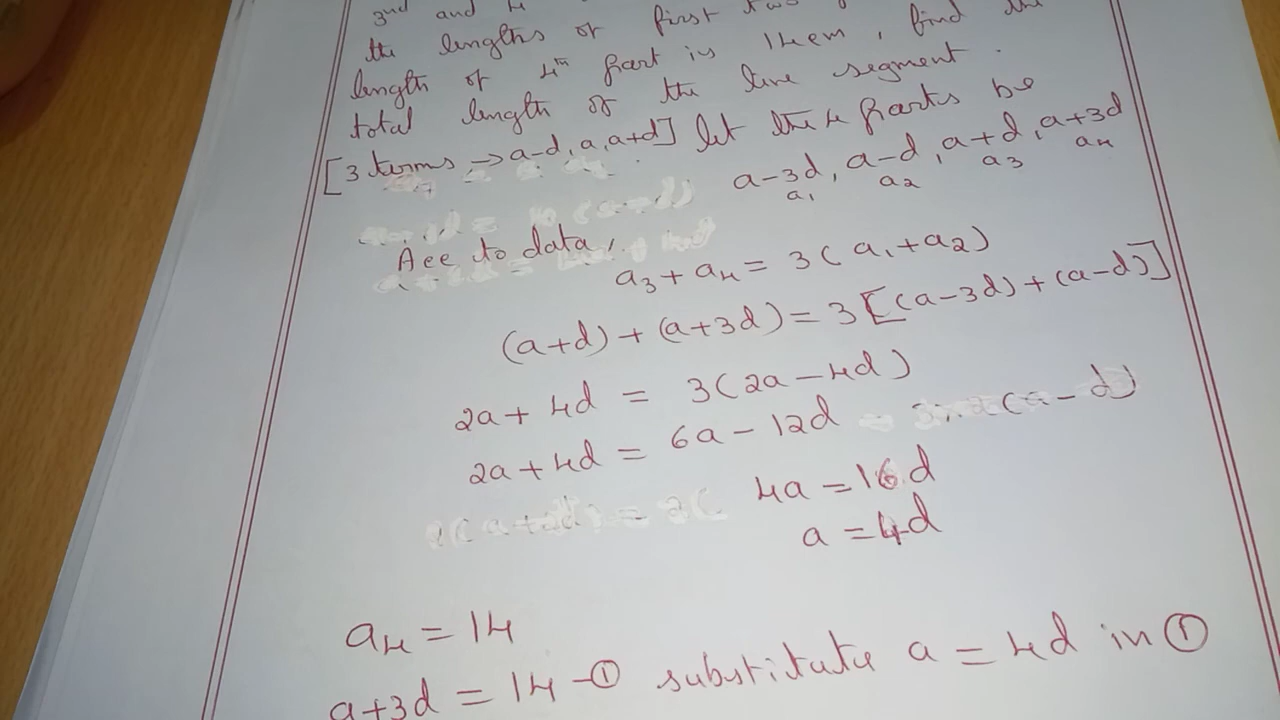 3nd and 4
the lengths of first two
length of 4th part is 14cm, find the
total length of the line segment.
[3 terms → a-d, a, a+d] let the 4 parts be
a-3d, a-d, a+d, a+3d
a1 a2 a3 a4
Acc to data,
a3 + a4 = 3(a1+a2)
(a+d) + (a+3d) = 3[(a-3d)+(a-d)]
2a + 4d = 3(2a-4d)
2a + 4d = 6a - 12d
4a = 16d
a = 4d
a4 = 14
a+3d = 14 -① substitute a = 4d in ①